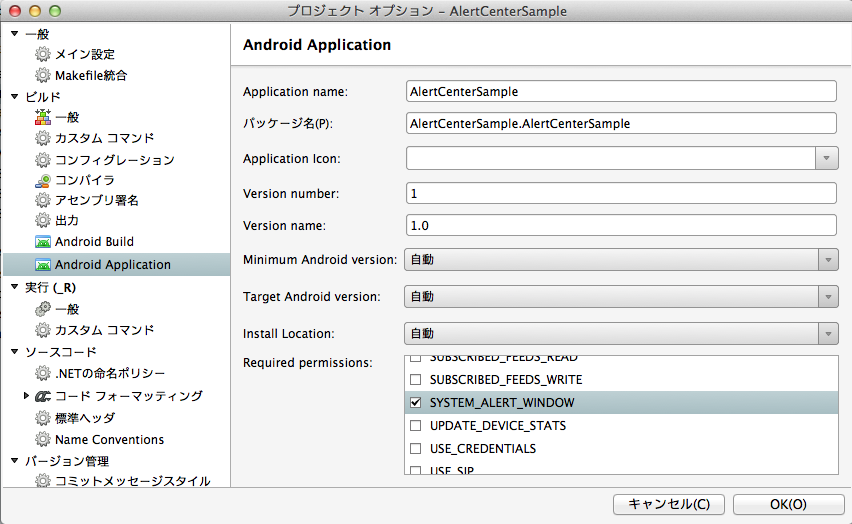 プロジェクト オプション – AlertCenterSample
一般
メイン設定
Makefile統合
ビルド
一般
カスタム コマンド
コンフィグレーション
コンパイラ
アセンブリ署名
出力
Android Build
Android Application
実行 (_R)
一般
カスタム コマンド
ソースコード
.NETの命名ポリシー
コード フォーマッティング
標準ヘッダ
Name Conventions
バージョン管理
コミットメッセージスタイル
Android Application
Application name: AlertCenterSample
パッケージ名(P): AlertCenterSample.AlertCenterSample
Application Icon:
Version number: 1
Version name: 1.0
Minimum Android version: 自動
Target Android version: 自動
Install Location: 自動
Required permissions:
SUBSCRIBED_FEEDS_READ
SUBSCRIBED_FEEDS_WRITE
SYSTEM_ALERT_WINDOW
UPDATE_DEVICE_STATS
USE_CREDENTIALS
USE_SIP
キャンセル(C) OK(O)